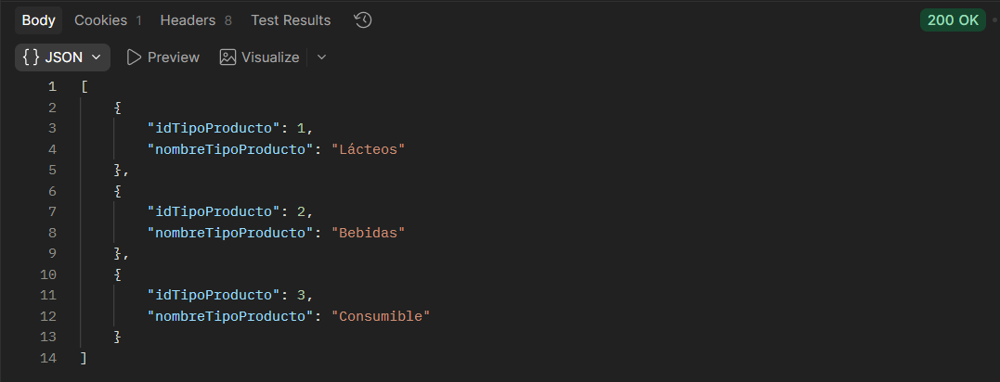 Body Cookies 1 Headers 8 Test Results 200 OK
{} JSON Preview Visualize
1 [
2 {
3 "idTipoProducto": 1,
4 "nombreTipoProducto": "Lácteos"
5 },
6 {
7 "idTipoProducto": 2,
8 "nombreTipoProducto": "Bebidas"
9 },
10 {
11 "idTipoProducto": 3,
12 "nombreTipoProducto": "Consumible"
13 }
14 ]